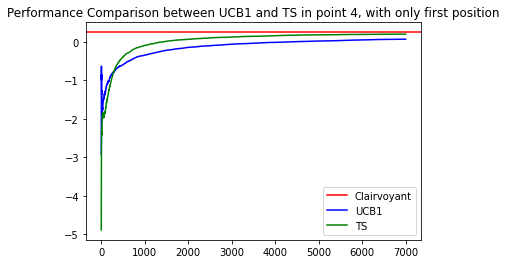 Performance Comparison between UCB1 and TS in point 4, with only first position
0
−1
−2
−3
−4
−5
0 1000 2000 3000 4000 5000 6000 7000
Clairvoyant
UCB1
TS